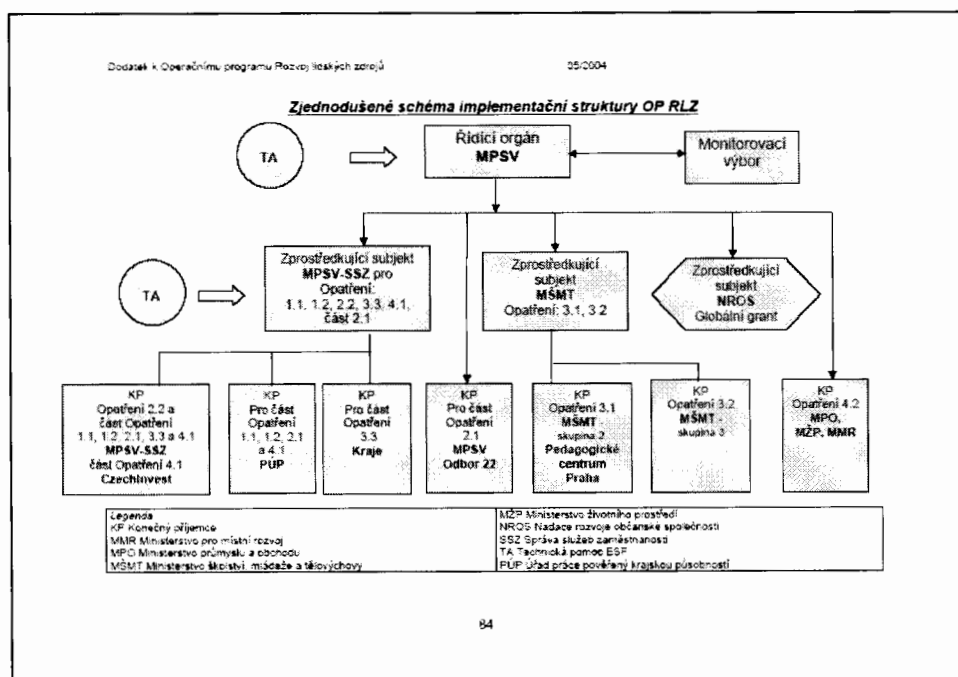 Dodatek k Operačnímu programu Rozvoj lidských zdrojů
05/2004
Zjednodušené schéma implementační struktury OP RLZ
TA
Řídící orgán
MPSV
Monitorovací
výbor
TA
Zprostředkující subjekt
MPSV-SSZ pro
Opatření:
1.1, 1.2, 2.2, 3.3, 4.1,
část 2.1
Zprostředkující
subjekt
MŠMT
Opatření: 3.1, 3.2
Zprostředkující
subjekt
NROS
Globální grant
KP
Opatření 2.2 a
část Opatření
1.1, 1.2, 2.1, 3.3 a 4.1
MPSV-SSZ
část Opatření 4.1
CzechInvest
KP
Pro část
Opatření
1.1, 1.2, 2.1
a 4.1
PÚP
KP
Pro část
Opatření
3.3
Kraje
KP
Pro část
Opatření
2.1
MPSV
Odbor 22
KP
Opatření 3.1
MŠMT
skupina 2
Pedagogické
centrum
Praha
KP
Opatření 3.2
MŠMT -
skupina 3
KP
Opatření 4.2
MPO,
MŽP, MMR
Legenda
KP Konečný příjemce
MMR Ministerstvo pro místní rozvoj
MPO Ministerstvo průmyslu a obchodu
MŠMT Ministerstvo školství, mládeže a tělovýchovy
MŽP Ministerstvo životního prostředí
NROS Nadace rozvoje občanské společnosti
SSZ Správa služeb zaměstnanosti
TA Technická pomoc ESF
PÚP Úřad práce pověřený krajskou působností
64